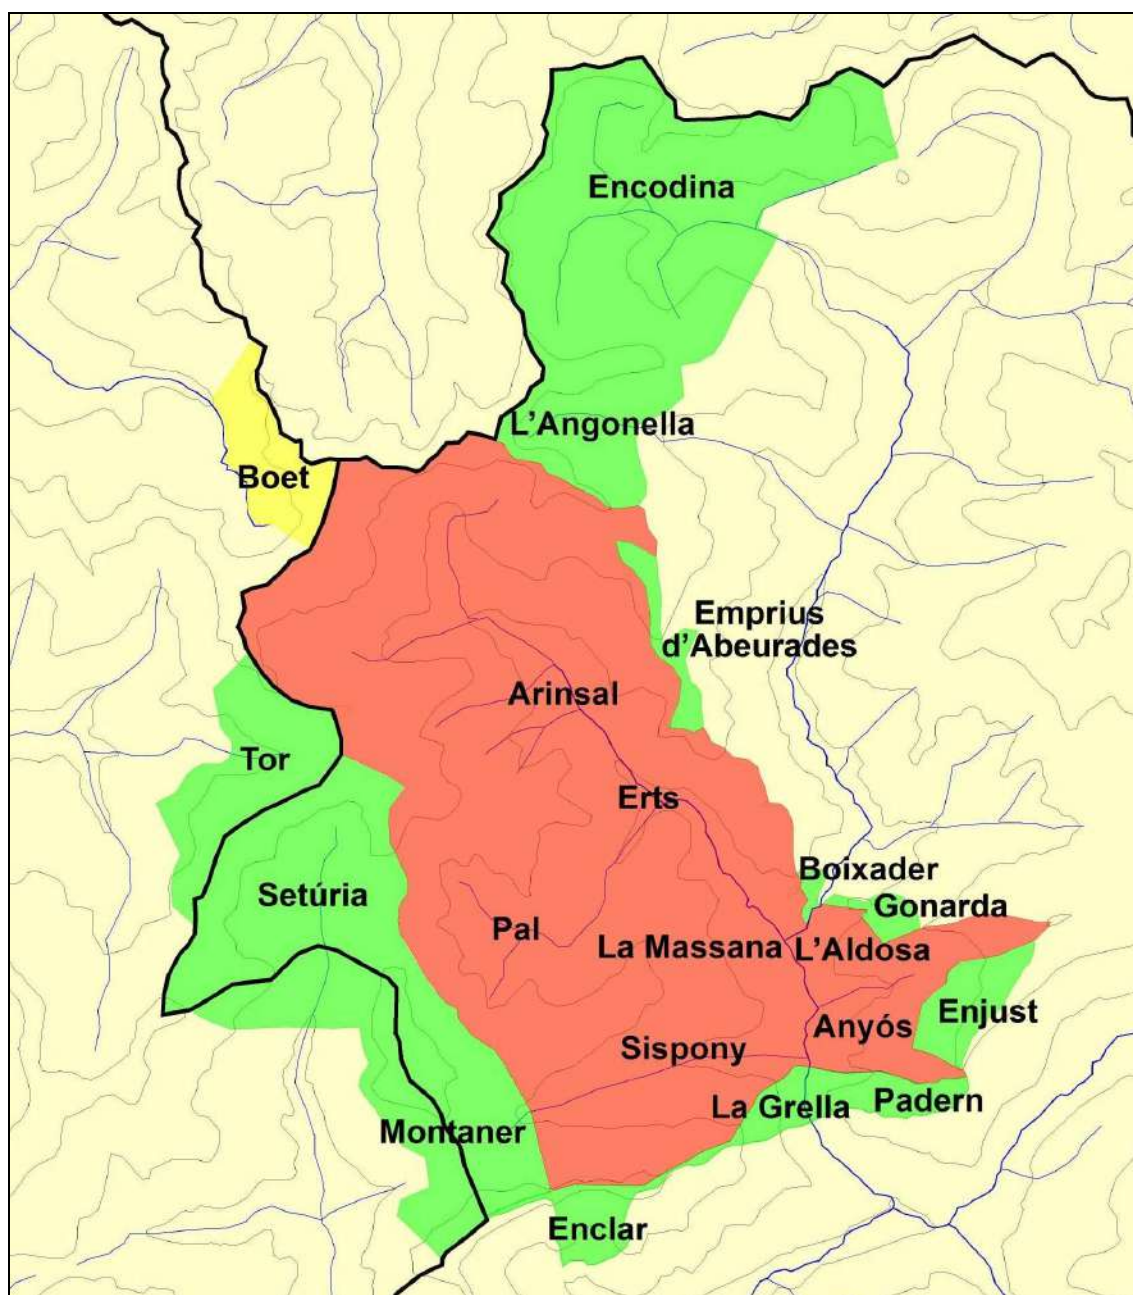 Encodina
L'Angonella
Boet
Emprius
d'Abeurades
Arinsal
Tor
Erts
Boixader
Setúria
Gonarda
Pal
La Massana
L'Aldosa
Enjust
Anyós
Sispony
La Grella
Padern
Montaner
Enclar